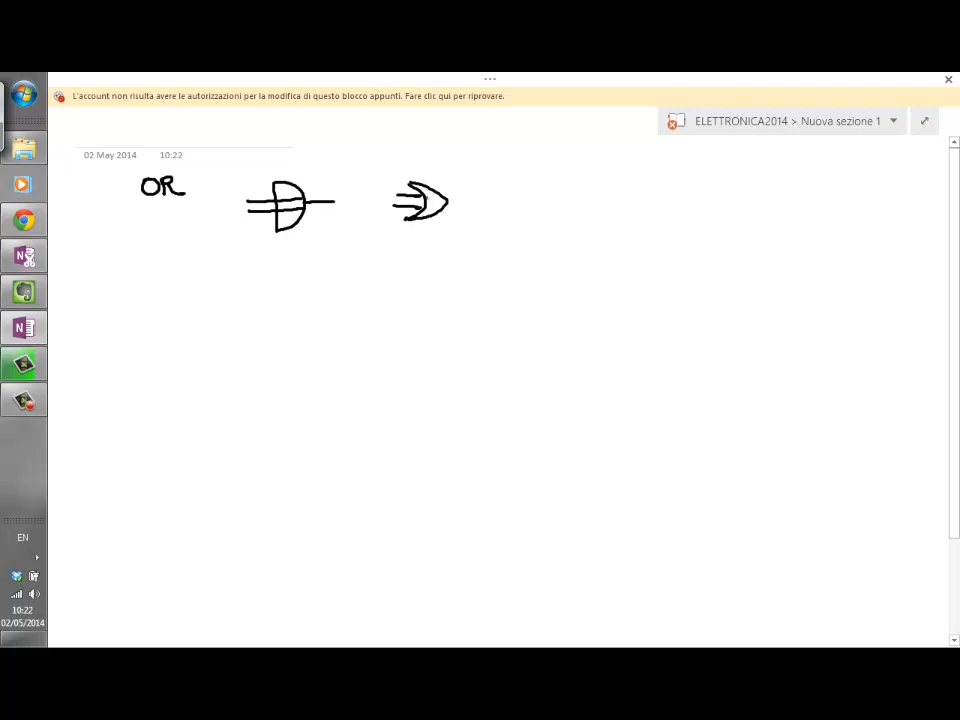 L'account non risulta avere le autorizzazioni per la modifica di questo blocco appunti. Fare clic qui per riprovare.
ELETTRONICA2014 > Nuova sezione 1
02 May 2014 10:22
OR
EN
10:22
02/05/2014